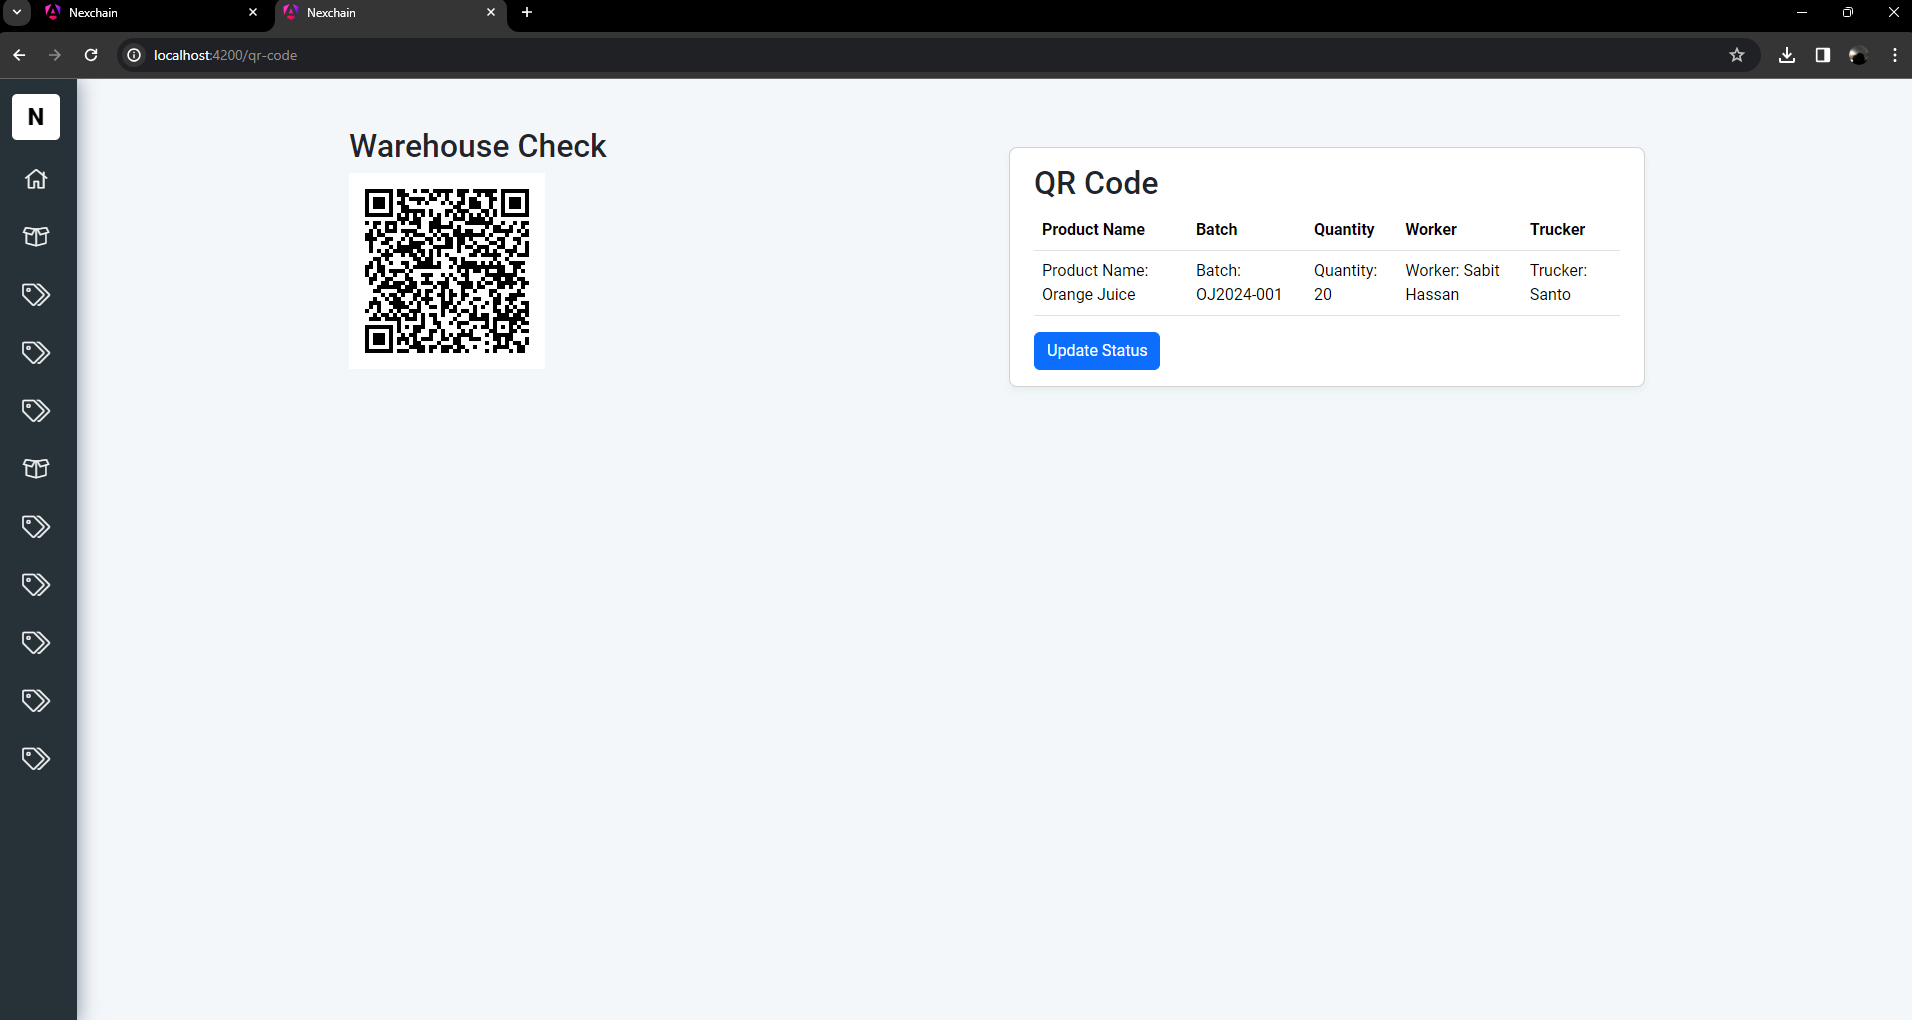 Nexchain
Nexchain
localhost:4200/qr-code
N
Warehouse Check
QR Code
Product Name Batch Quantity Worker Trucker
Product Name: Batch: Quantity: Worker: Sabit Trucker:
Orange Juice OJ2024-001 20 Hassan Santo
Update Status